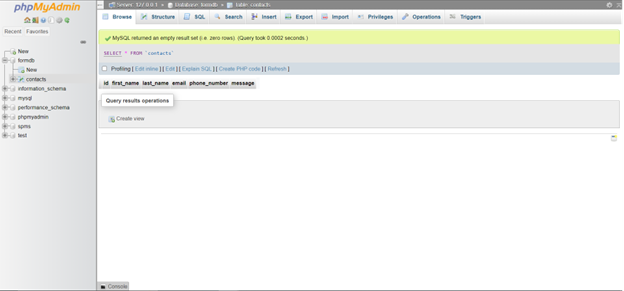 phpMyAdmin
Recent Favorites
New
formdb
New
contacts
information_schema
mysql
performance_schema
phpmyadmin
spms
test
Server: 127.0.0.1 » Database: formdb » Table: contacts
Browse Structure SQL Search Insert Export Import Privileges Operations Triggers
MySQL returned an empty result set (i.e. zero rows). (Query took 0.0002 seconds.)
SELECT * FROM `contacts`
Profiling [ Edit inline ] [ Edit ] [ Explain SQL ] [ Create PHP code ] [ Refresh ]
id first_name last_name email phone_number message
Query results operations
Create view
Console